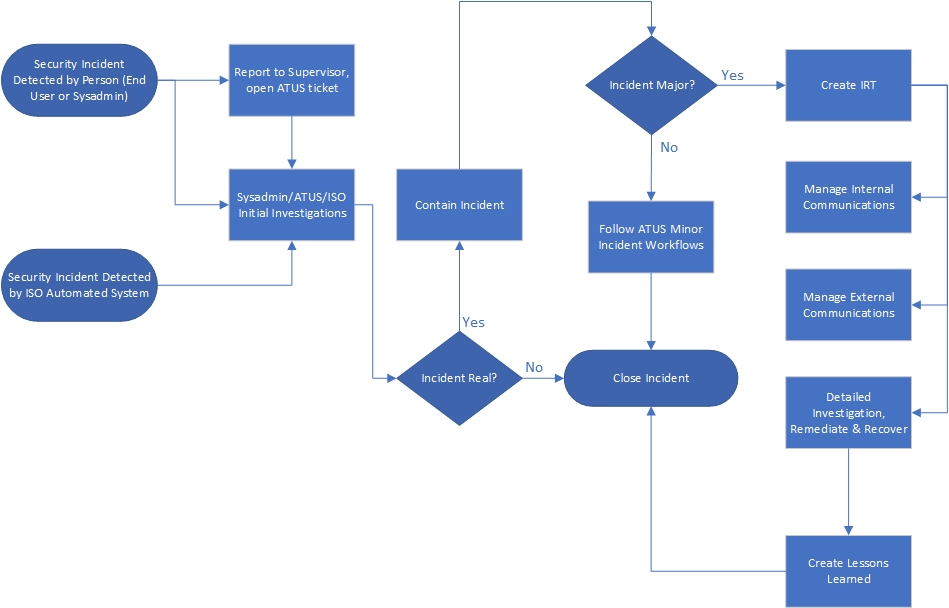 Security Incident
Detected by Person (End
User or Sysadmin)
Report to Supervisor,
open ATUS ticket
Sysadmin/ATUS/ISO
Initial Investigations
Security Incident Detected
by ISO Automated System
Contain Incident
Yes
Incident Real?
No
Incident Major?
Yes
No
Follow ATUS Minor
Incident Workflows
Close Incident
Create IRT
Manage Internal
Communications
Manage External
Communications
Detailed
Investigation,
Remediate & Recover
Create Lessons
Learned